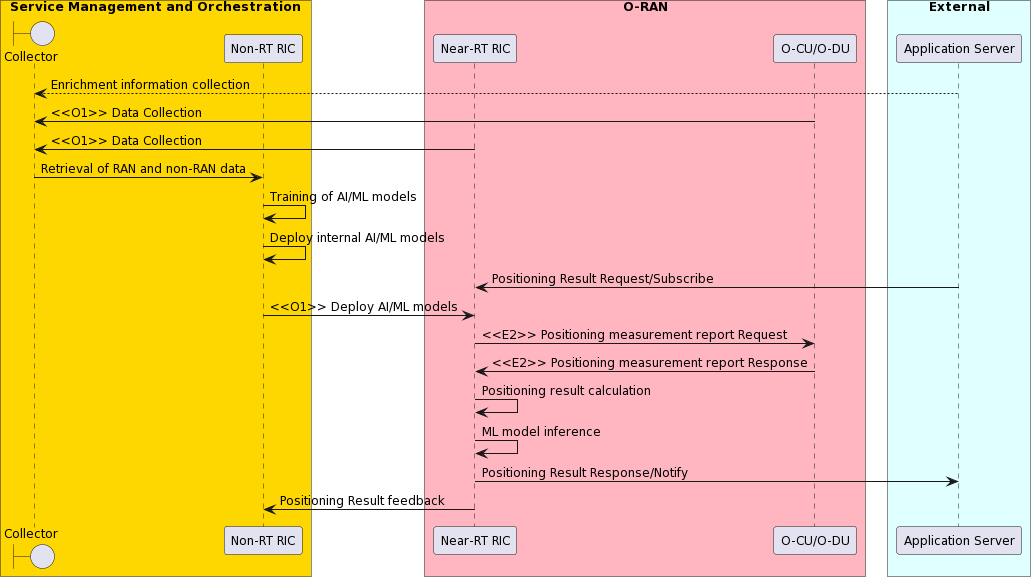 Service Management and Orchestration
O-RAN
External
Collector
Non-RT RIC
Near-RT RIC
O-CU/O-DU
Application Server
Enrichment information collection
<<O1>> Data Collection
<<O1>> Data Collection
Retrieval of RAN and non-RAN data
Training of AI/ML models
Deploy internal AI/ML models
Positioning Result Request/Subscribe
<<O1>> Deploy AI/ML models
<<E2>> Positioning measurement report Request
<<E2>> Positioning measurement report Response
Positioning result calculation
ML model inference
Positioning Result Response/Notify
Positioning Result feedback
Collector
Non-RT RIC
Near-RT RIC
O-CU/O-DU
Application Server